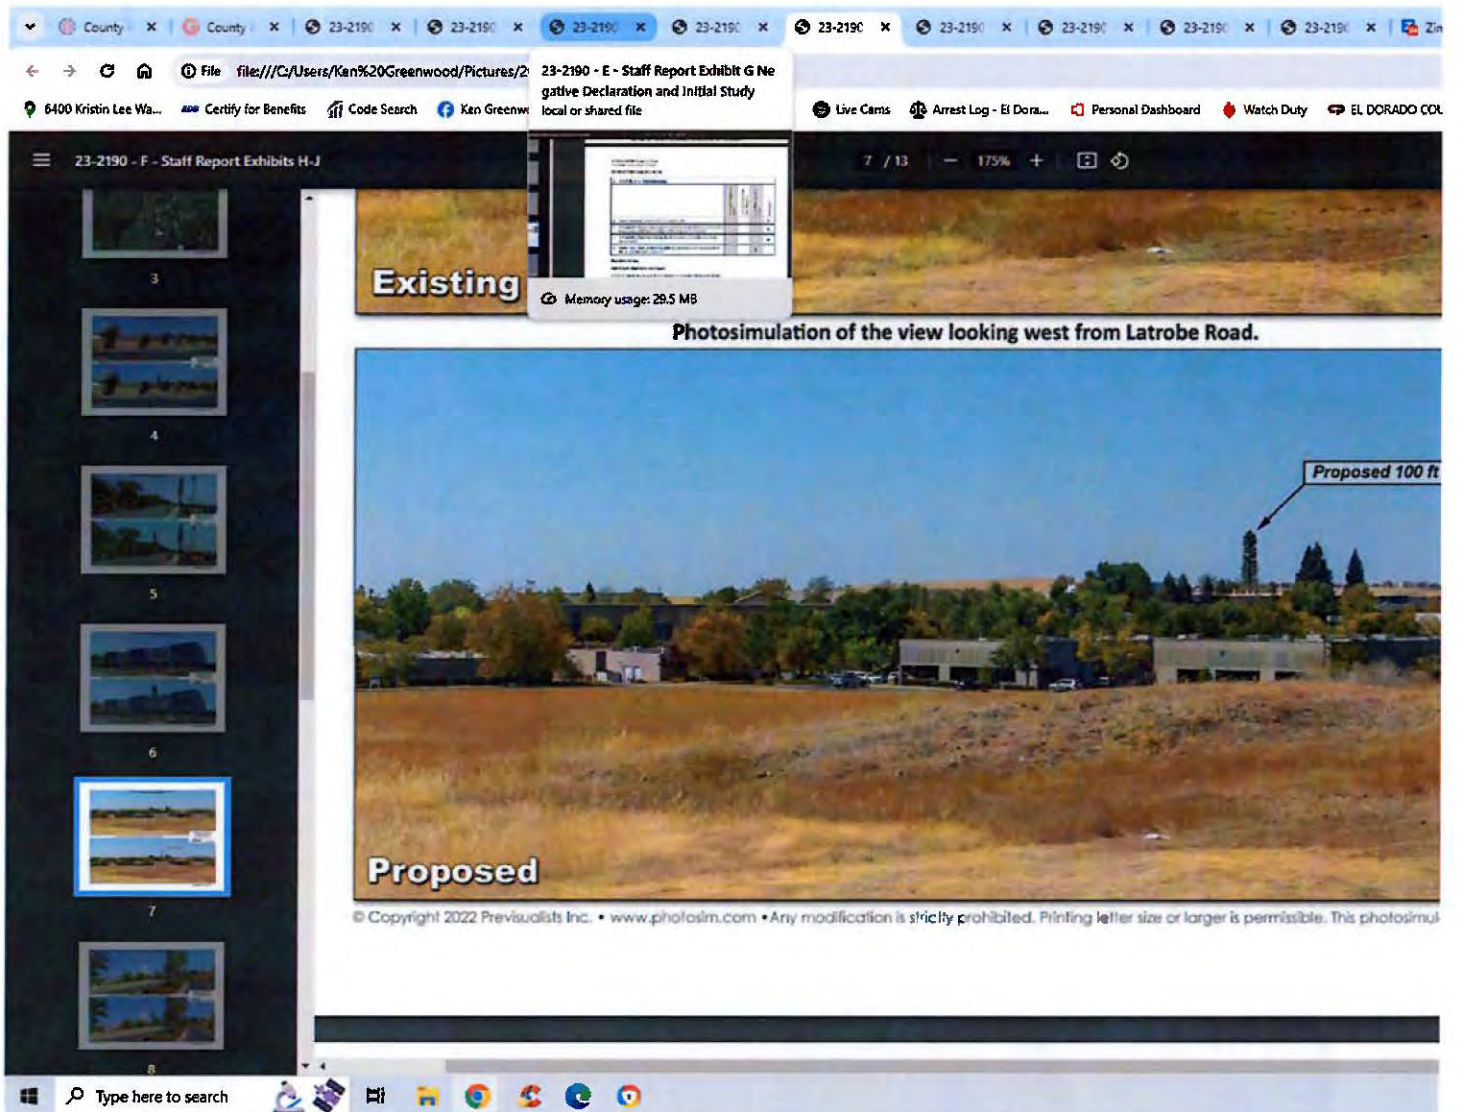 County
County
23-2190
23-2190
23-2190
23-2190
23-2190
23-2190
23-2190
23-2190
23-2190
Zin
File file:///C:/Users/Ken%20Greenwood/Pictures/2
23-2190 - E - Staff Report Exhibit G Ne
gative Declaration and Initial Study
local or shared file
6400 Kristin Lee Wa...
Certify for Benefits
Code Search
Ken Greenw
Live Cams
Arrest Log - El Dora...
Personal Dashboard
Watch Duty
EL DORADO COU
23-2190 - F - Staff Report Exhibits H-J
7 / 13
175%
Memory usage: 29.5 MB
3
4
5
6
7
8
Existing
Photosimulation of the view looking west from Latrobe Road.
Proposed 100 ft
Proposed
© Copyright 2022 Previsualists Inc. • www.photosim.com • Any modification is strictly prohibited. Printing letter size or larger is permissible. This photosimul
Type here to search